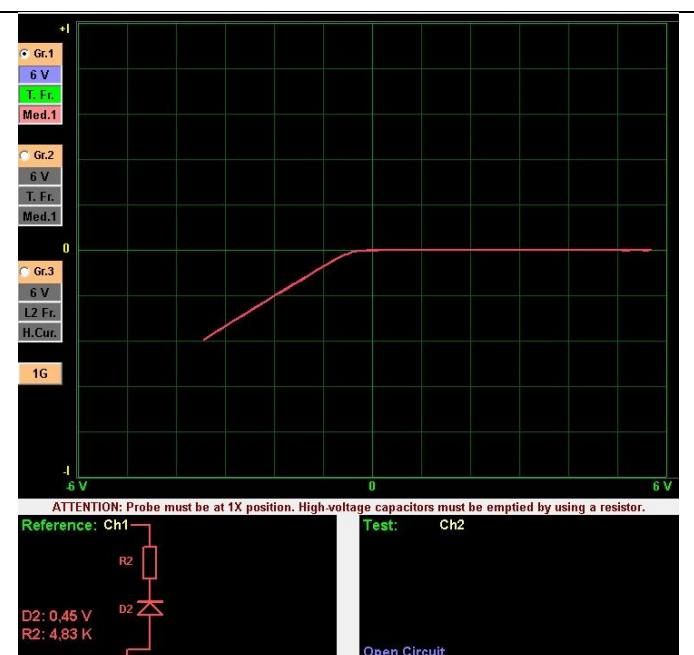 +I
Gr.1
6 V
T. Fr.
Med.1
Gr.2
6 V
T. Fr.
Med.1
0
Gr.3
6 V
L2 Fr.
H.Cur.
1G
-I
-6 V
0
6 V
ATTENTION: Probe must be at 1X position. High-voltage capacitors must be emptied by using a resistor.
Reference: Ch1
R2
D2
D2: 0,45 V
R2: 4,83 K
Test: Ch2
Open Circuit